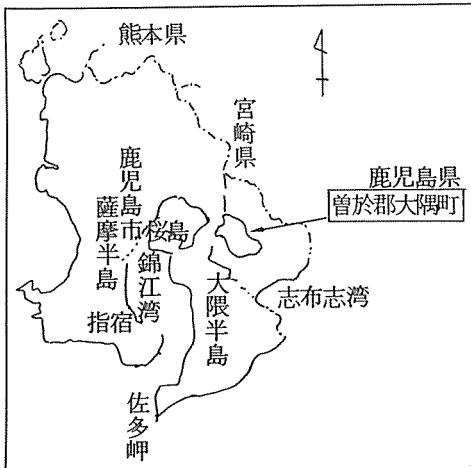 熊本県
宮崎県
鹿児島県
曽於郡大隅町
鹿児島市
薩摩半島
桜島
錦江湾
大隈半島
志布志湾
指宿
佐多岬